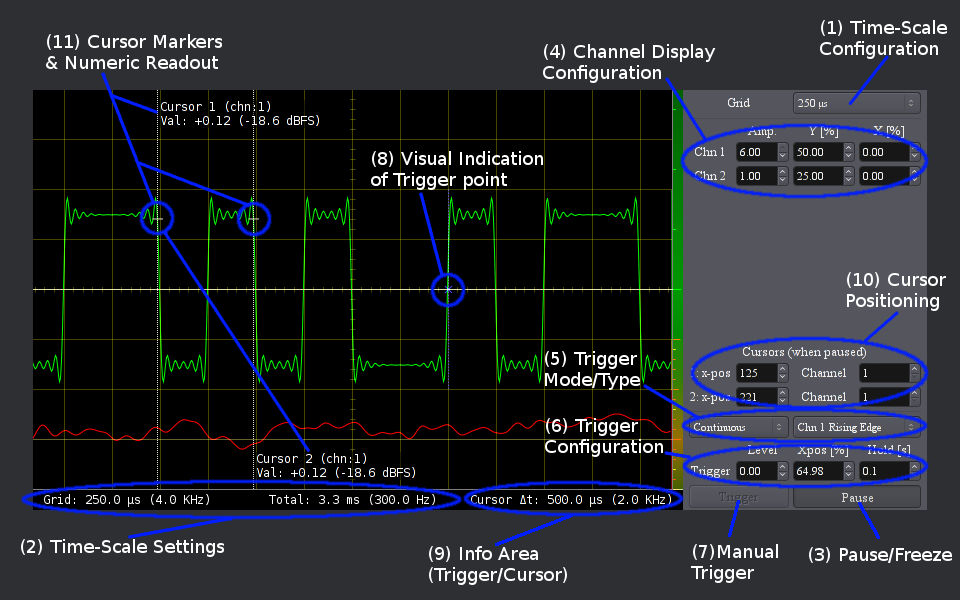 (1) Time-Scale
Configuration
(11) Cursor Markers
& Numeric Readout
(4) Channel Display
Configuration
Cursor 1 (chn:1)
Val: +0.12 (-18.6 dBFS)
Grid 250 µs
Amp. Y [%] X [%]
Chn 1 6.00 50.00 0.00
Chn 2 1.00 25.00 0.00
(8) Visual Indication
of Trigger point
(10) Cursor
Positioning
Cursors (when paused)
1: x-pos 125 Channel 1
2: x-pos 221 Channel 1
(5) Trigger
Mode/Type
Continuous Chn 1 Rising Edge
(6) Trigger
Configuration
Level Xpos [%] Hold [s]
Trigger 0.00 64.98 0.1
Trigger Pause
Cursor 2 (chn:1)
Val: +0.12 (-18.6 dBFS)
Grid: 250.0 µs (4.0 KHz) Total: 3.3 ms (300.0 Hz) Cursor Δt: 500.0 µs (2.0 KHz)
(2) Time-Scale Settings
(9) Info Area
(Trigger/Cursor)
(7)Manual
Trigger
(3) Pause/Freeze